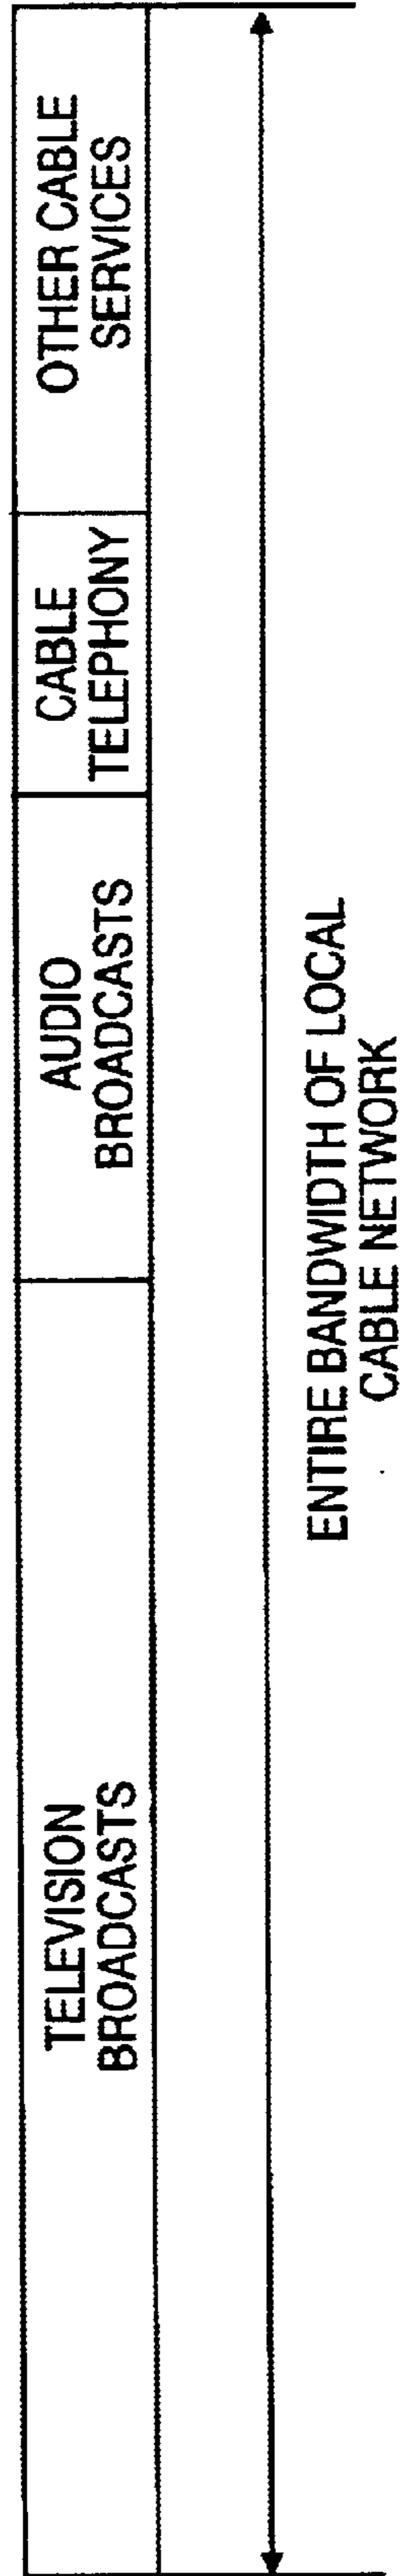 TELEVISION
BROADCASTS
AUDIO
BROADCASTS
CABLE
TELEPHONY
OTHER CABLE
SERVICES
ENTIRE BANDWIDTH OF LOCAL
CABLE NETWORK